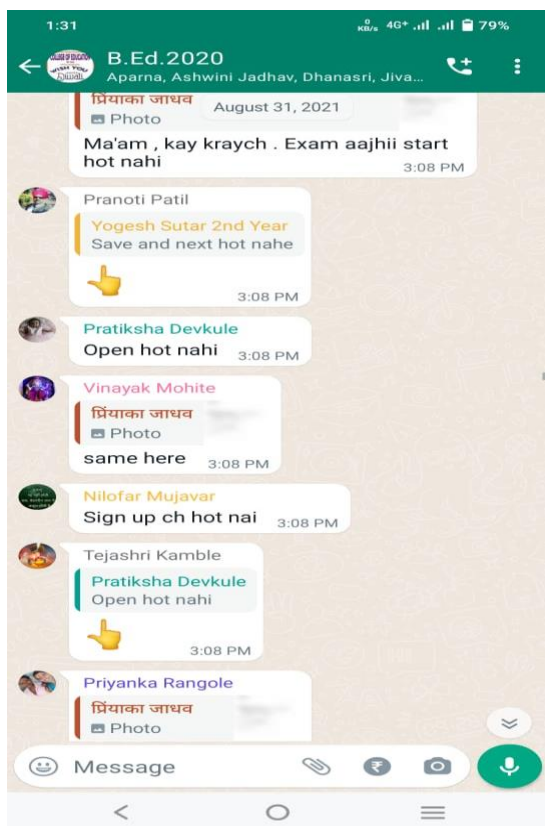 1:31
0 KB/s 4G+ 79%
B.Ed.2020
Aparna, Ashwini Jadhav, Dhanasri, Jiva...
प्रियाका जाधव
Photo
August 31, 2021
Ma'am , kay kraych . Exam aajhii start
hot nahi
3:08 PM
Pranoti Patil
Yogesh Sutar 2nd Year
Save and next hot nahe
👆
3:08 PM
Pratiksha Devkule
Open hot nahi 3:08 PM
Vinayak Mohite
प्रियाका जाधव
Photo
same here 3:08 PM
Nilofar Mujavar
Sign up ch hot nai 3:08 PM
Tejashri Kamble
Pratiksha Devkule
Open hot nahi
👆
3:08 PM
Priyanka Rangole
प्रियाका जाधव
Photo
Message